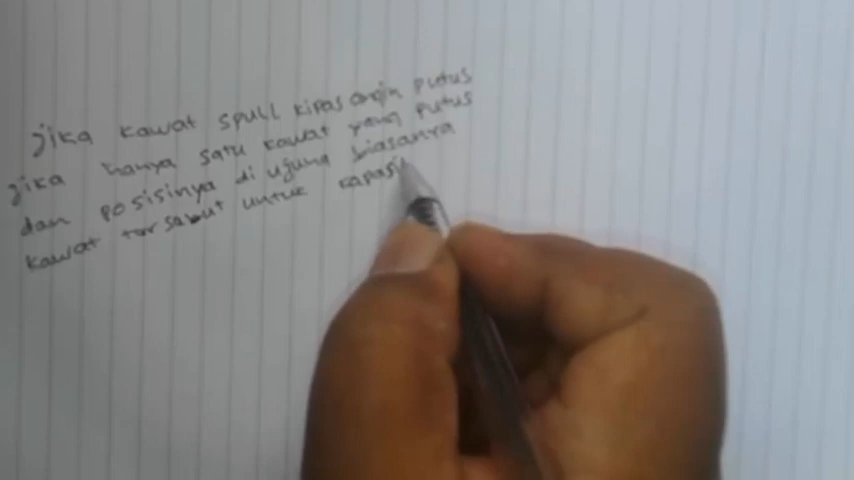 jika kawat spull kipas angin putus
jika hanya satu kawat yang putus
dan posisinya di ujung biasanya
kawat tersebut untuk kapasi